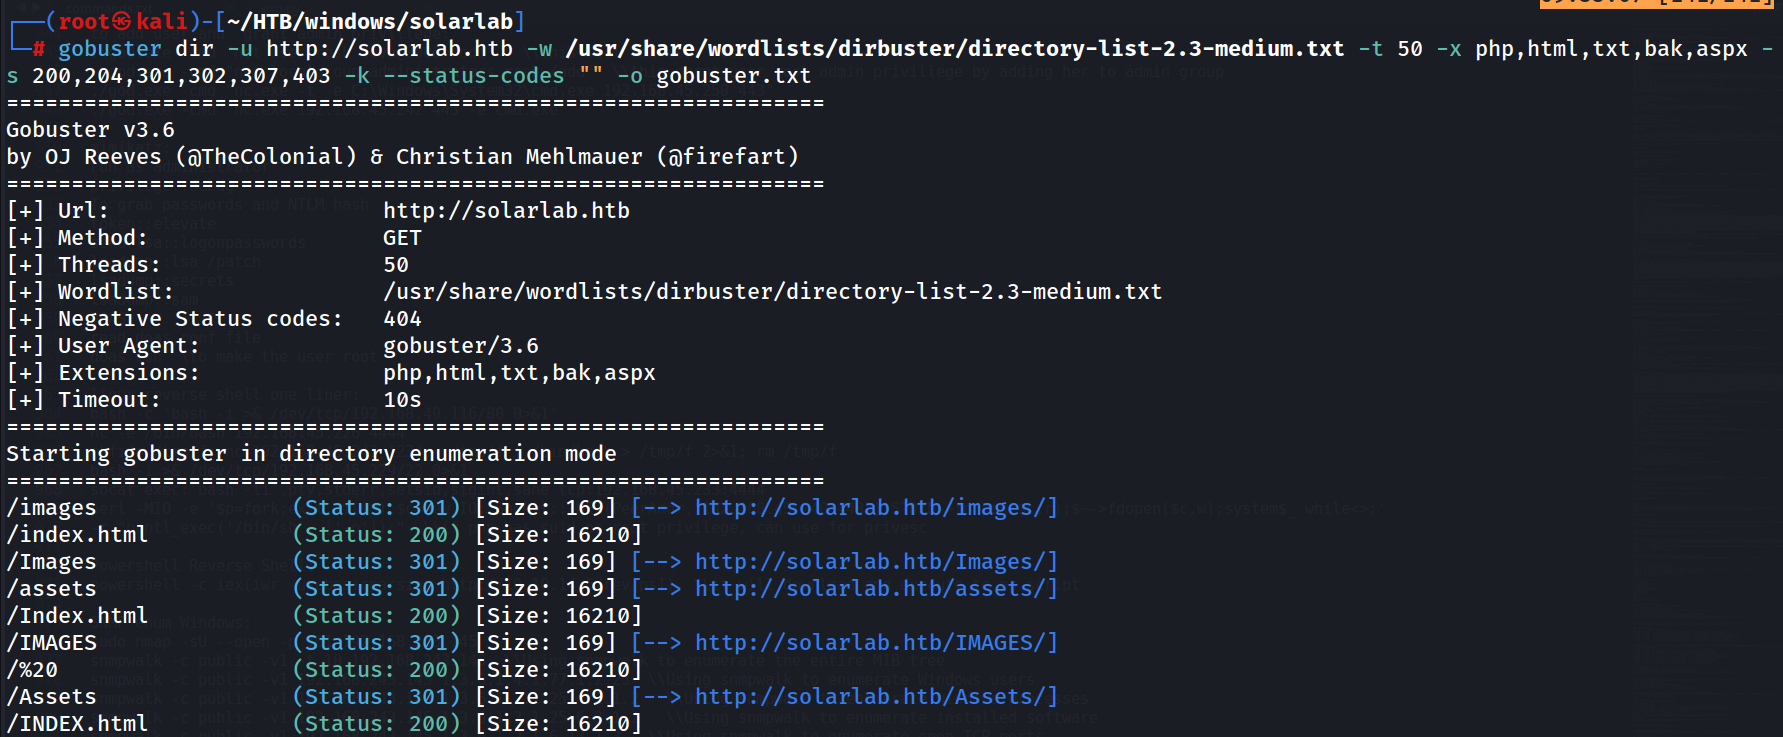 ┌──(root㉿kali)-[~/HTB/windows/solarlab]
└─# gobuster dir -u http://solarlab.htb -w /usr/share/wordlists/dirbuster/directory-list-2.3-medium.txt -t 50 -x php,html,txt,bak,aspx -
s 200,204,301,302,307,403 -k --status-codes "" -o gobuster.txt
===============================================================
Gobuster v3.6
by OJ Reeves (@TheColonial) & Christian Mehlmauer (@firefart)
===============================================================
[+] Url:                     http://solarlab.htb
[+] Method:                  GET
[+] Threads:                 50
[+] Wordlist:                /usr/share/wordlists/dirbuster/directory-list-2.3-medium.txt
[+] Negative Status codes:   404
[+] User Agent:              gobuster/3.6
[+] Extensions:              php,html,txt,bak,aspx
[+] Timeout:                 10s
===============================================================
Starting gobuster in directory enumeration mode
===============================================================
/images               (Status: 301) [Size: 169] [--> http://solarlab.htb/images/]
/index.html           (Status: 200) [Size: 16210]
/Images               (Status: 301) [Size: 169] [--> http://solarlab.htb/Images/]
/assets               (Status: 301) [Size: 169] [--> http://solarlab.htb/assets/]
/Index.html           (Status: 200) [Size: 16210]
/IMAGES               (Status: 301) [Size: 169] [--> http://solarlab.htb/IMAGES/]
/%20                  (Status: 200) [Size: 16210]
/Assets               (Status: 301) [Size: 169] [--> http://solarlab.htb/Assets/]
/INDEX.html           (Status: 200) [Size: 16210]